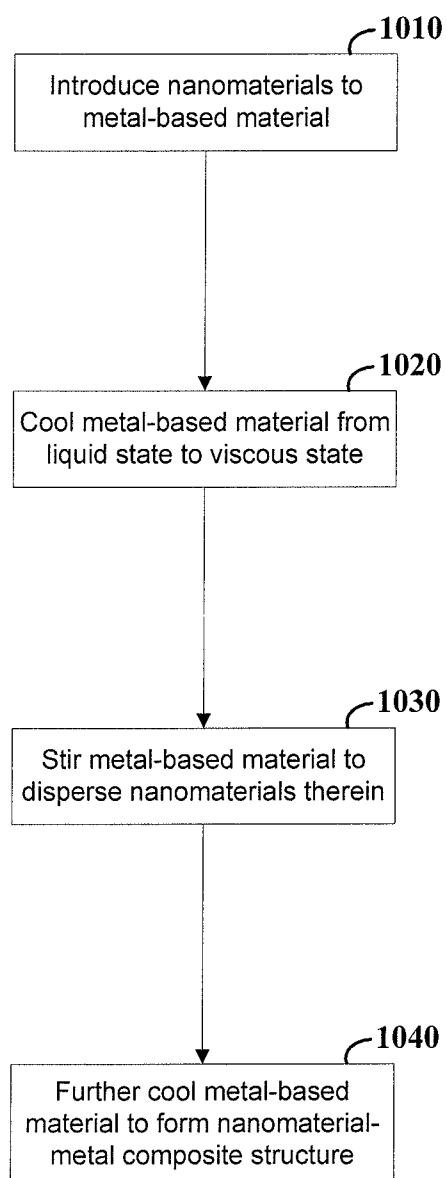 1010
Introduce nanomaterials to
metal-based material
1020
Cool metal-based material from
liquid state to viscous state
1030
Stir metal-based material to
disperse nanomaterials therein
1040
Further cool metal-based
material to form nanomaterial-
metal composite structure